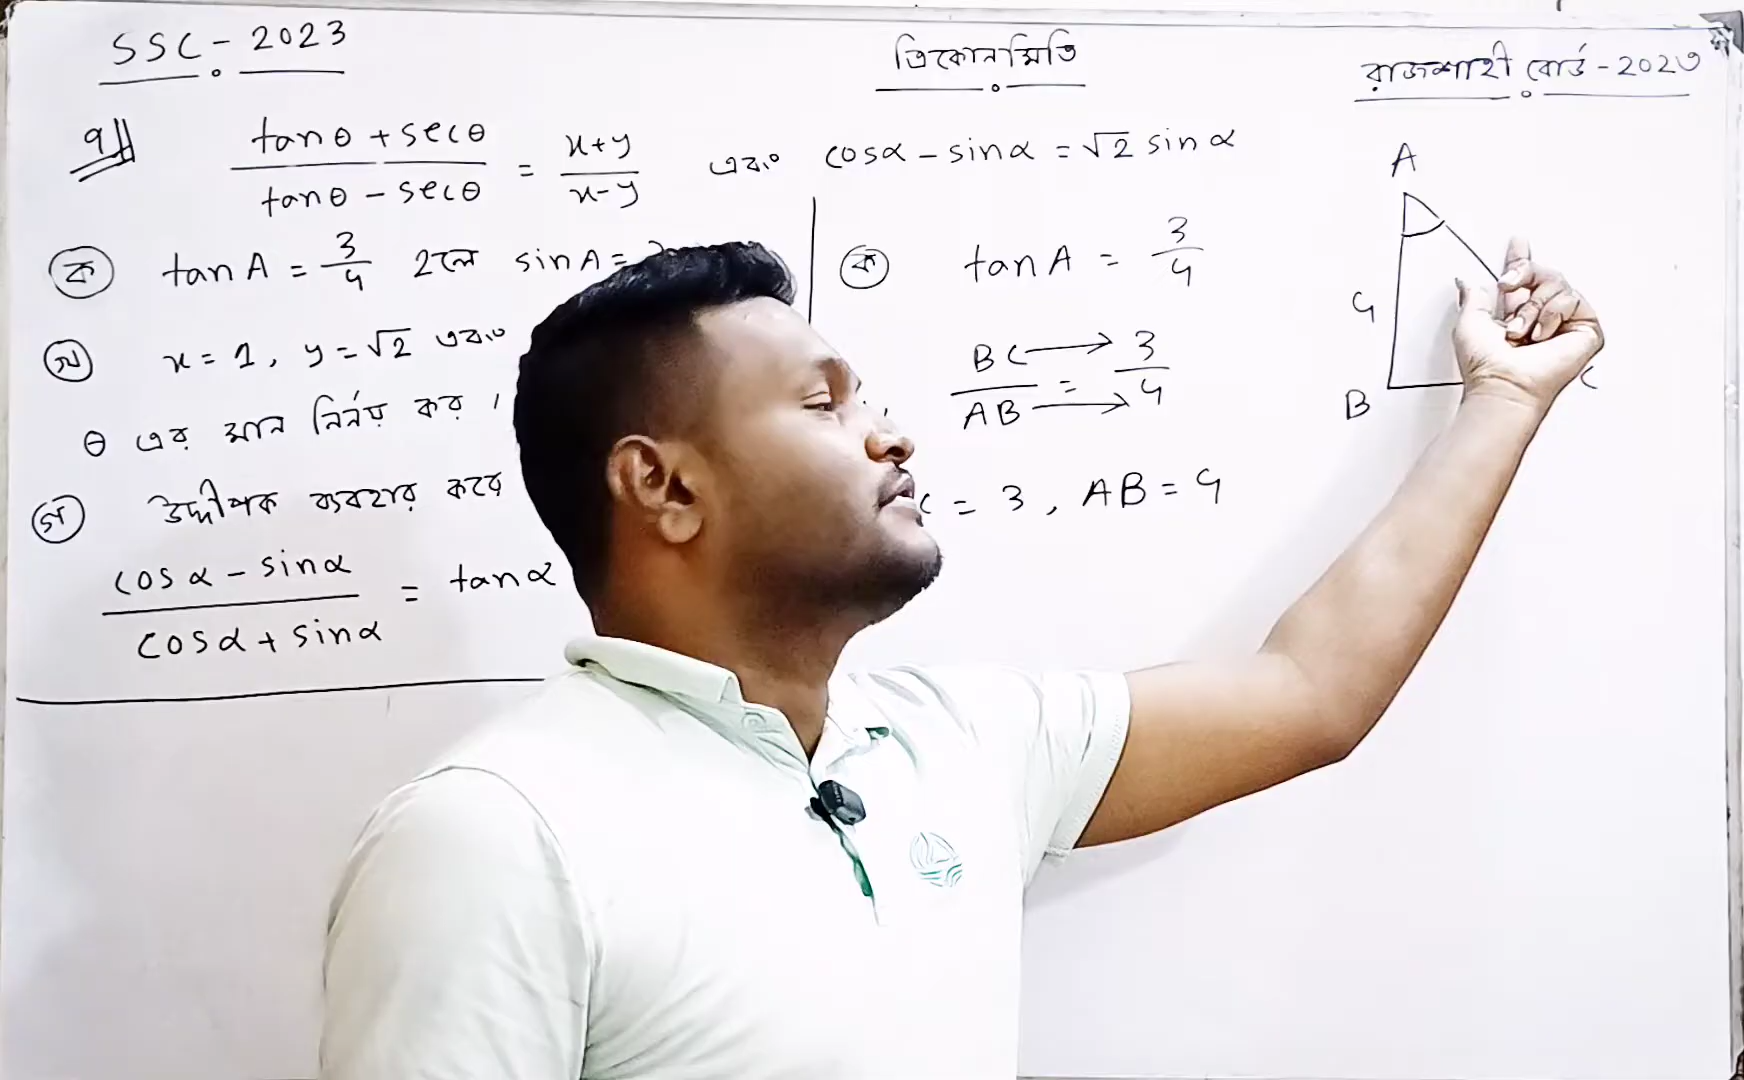 SSC - 2023
ত্রিকোনমিতি
রাজশাহী বোর্ড - ২০২৩
৭॥ (tanθ + secθ)/(tanθ - secθ) = (x+y)/(x-y) এবং cosα - sinα = √2 sinα
(ক) tanA = 3/4 হলে sinA =
(খ) x = 1, y = √2 এবং
θ এর মান নির্নয় কর ।
(গ) উদ্দীপক ব্যবহার করে
(cosα - sinα)/(cosα + sinα) = tanα
(ক) tanA = 3/4
BC/AB = 3/4
= 3, AB = 4
A
4
B
C